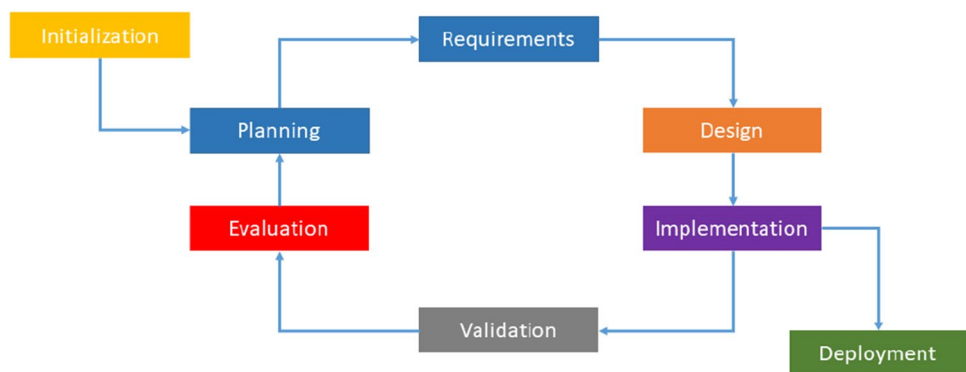 Initialization
Requirements
Planning
Design
Evaluation
Implementation
Validation
Deployment